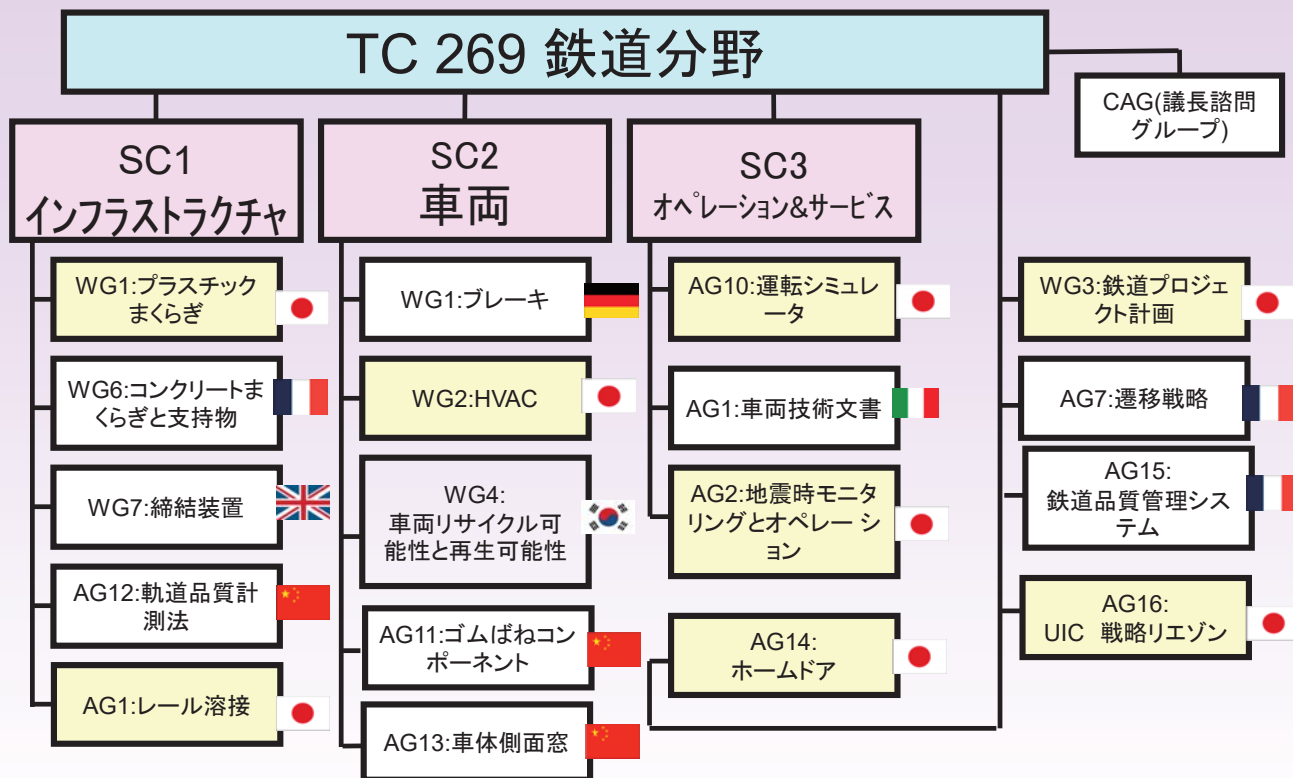 TC 269 鉄道分野
CAG(議長諮問
グループ)
SC1
インフラストラクチャ
WG1:プラスチック
まくらぎ
WG6:コンクリートま
くらぎと支持物
WG7:締結装置
AG12:軌道品質計
測法
AG1:レール溶接
SC2
車両
WG1:ブレーキ
WG2:HVAC
WG4:
車両リサイクル可
能性と再生可能性
AG11:ゴムばねコン
ポーネント
AG13:車体側面窓
SC3
オペレーション&サービス
AG10:運転シミュレ
ータ
AG1:車両技術文書
AG2:地震時モニタ
リングとオペレー シ
ョン
AG14:
ホームドア
WG3:鉄道プロジェ
クト計画
AG7:遷移戦略
AG15:
鉄道品質管理シス
テム
AG16:
UIC 戦略リエゾン